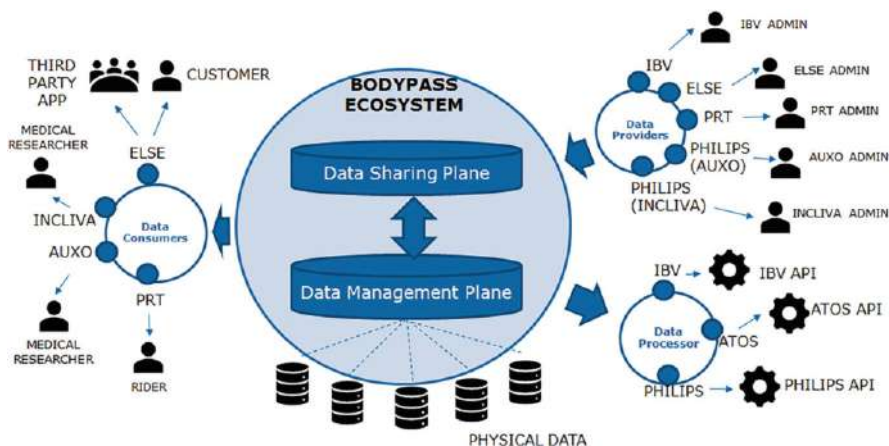 BODYPASS
ECOSYSTEM
Data Sharing Plane
Data Management Plane
PHYSICAL DATA
THIRD
PARTY
APP
CUSTOMER
MEDICAL
RESEARCHER
ELSE
INCLIVA
Data
Consumers
AUXO
PRT
MEDICAL
RESEARCHER
RIDER
IBV ADMIN
IBV
ELSE
ELSE ADMIN
Data
Providers
PRT
PRT ADMIN
PHILIPS
(AUXO)
AUXO ADMIN
PHILIPS
(INCLIVA)
INCLIVA ADMIN
IBV
IBV API
Data
Processor
ATOS
ATOS API
PHILIPS
PHILIPS API